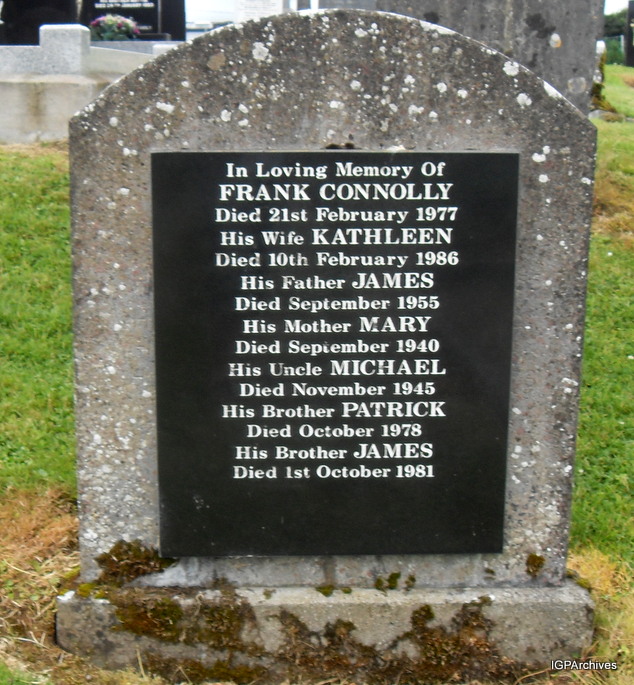 In Loving Memory Of
FRANK CONNOLLY
Died 21st February 1977
His Wife KATHLEEN
Died 10th February 1986
His Father JAMES
Died September 1955
His Mother MARY
Died September 1940
His Uncle MICHAEL
Died November 1945
His Brother PATRICK
Died October 1978
His Brother JAMES
Died 1st October 1981
IGPArchives